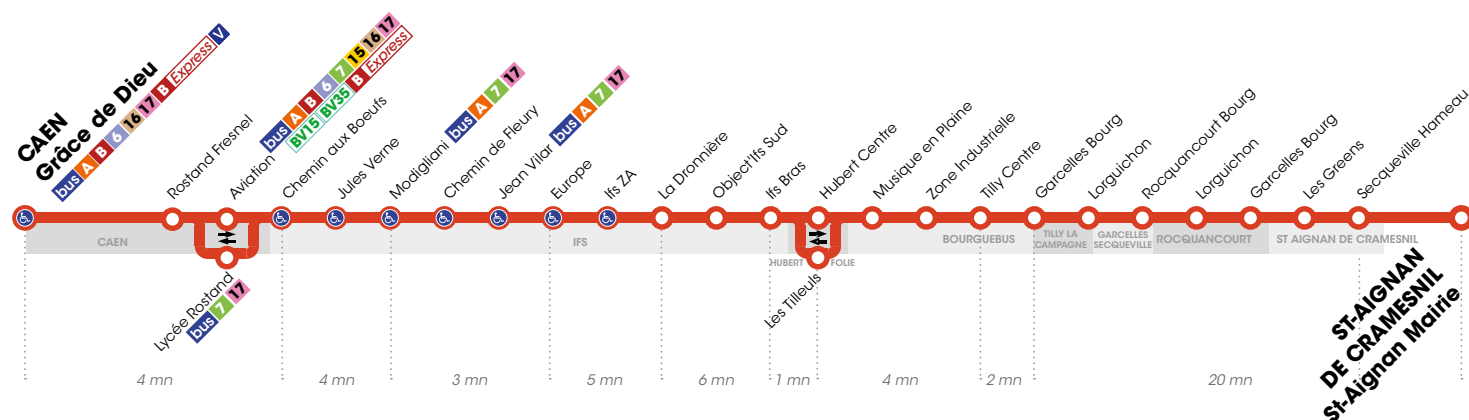 CAEN
Grâce de Dieu
bus A B 6 16 17 B Express V
Rostand Fresnel
Aviation
bus A B 6 7 15 16 17
BV15 BV35 B Express
Chemin aux Boeufs
Jules Verne
Modigliani bus A 7 17
Chemin de Fleury
Jean Vilar bus A 7 17
Europe
Ifs ZA
La Dronnière
Object'Ifs Sud
Ifs Bras
Hubert Centre
Musique en Plaine
Zone Industrielle
Tilly Centre
Garcelles Bourg
Lorguichon
Rocquancourt Bourg
Lorguichon
Garcelles Bourg
Les Greens
Secqueville Hameau
CAEN
IFS
HUBERT FOLIE
BOURGUEBUS
TILLY LA
CAMPAGNE
GARCELLES
SECQUEVILLE
ROCQUANCOURT
ST AIGNAN DE CRAMESNIL
Lycée Rostand
bus 7 17
Les Tilleuls
ST-AIGNAN
DE CRAMESNIL
St-Aignan Mairie
4 mn
4 mn
3 mn
5 mn
6 mn
1 mn
4 mn
2 mn
20 mn